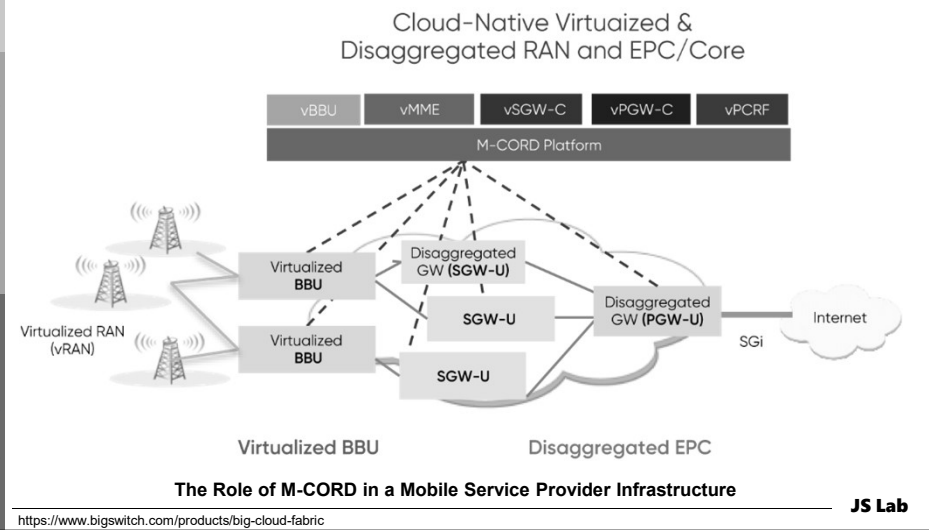 Cloud-Native Virtuaized &
Disaggregated RAN and EPC/Core
vBBU
vMME
vSGW-C
vPGW-C
vPCRF
M-CORD Platform
Virtualized
BBU
Disaggregated
GW (SGW-U)
SGW-U
Disaggregated
GW (PGW-U)
SGi
Internet
Virtualized RAN
(vRAN)
Virtualized
BBU
SGW-U
Virtualized BBU
Disaggregated EPC
The Role of M-CORD in a Mobile Service Provider Infrastructure
JS Lab
https://www.bigswitch.com/products/big-cloud-fabric